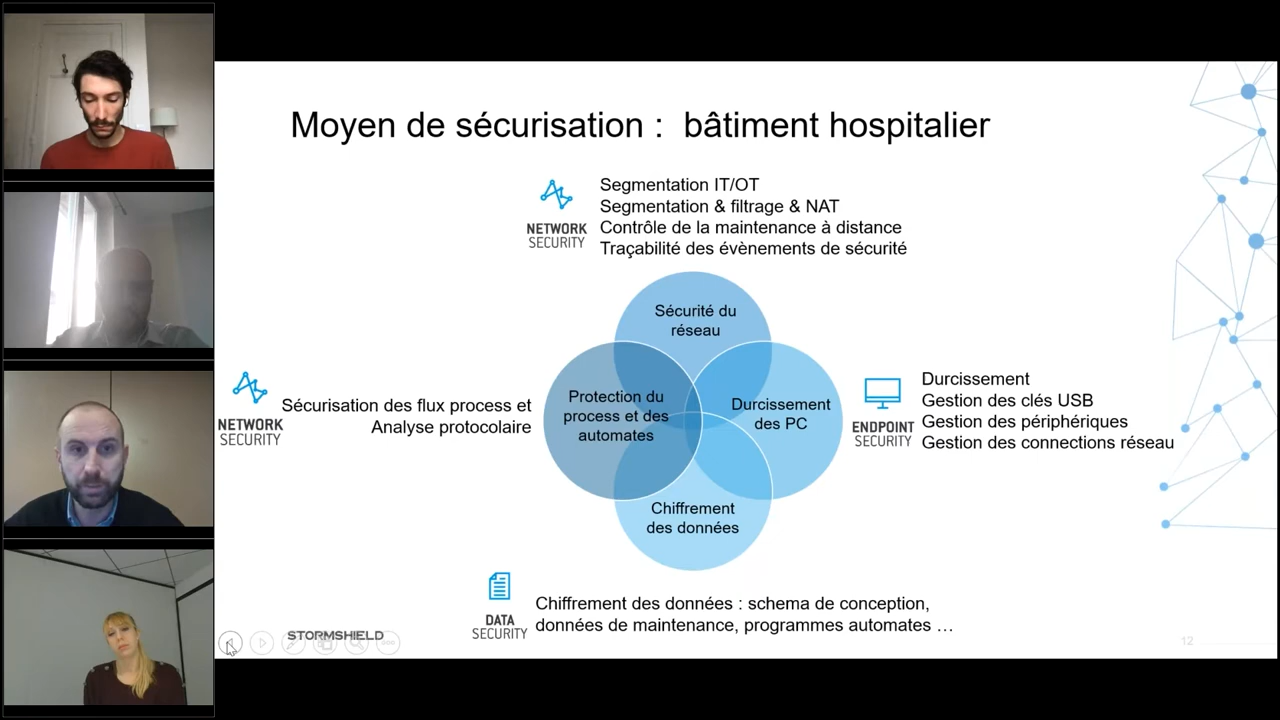 Moyen de sécurisation : bâtiment hospitalier
NETWORK
SECURITY
Segmentation IT/OT
Segmentation & filtrage & NAT
Contrôle de la maintenance à distance
Traçabilité des évènements de sécurité
Sécurité du
réseau
NETWORK
SECURITY
Sécurisation des flux process et
Analyse protocolaire
Protection du
process et des
automates
Durcissement
des PC
ENDPOINT
SECURITY
Durcissement
Gestion des clés USB
Gestion des périphériques
Gestion des connections réseau
Chiffrement
des données
DATA
SECURITY
Chiffrement des données : schema de conception,
données de maintenance, programmes automates …
STORMSHIELD
12